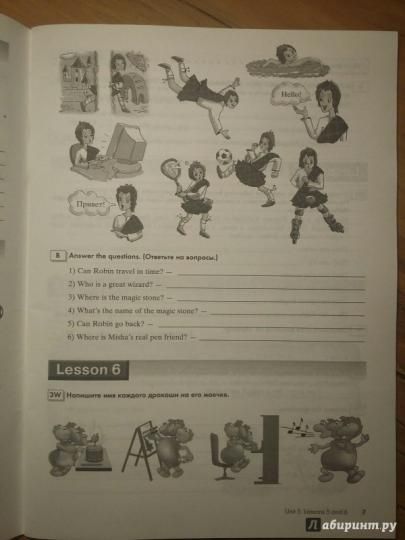 Hello!
Привет!
B Answer the questions. (Ответьте на вопросы.)
1) Can Robin travel in time? —
2) Who is a great wizard? —
3) Where is the magic stone? —
4) What's the name of the magic stone? —
5) Can Robin go back? —
6) Where is Misha's real pen friend? —
Lesson 6
3W Напишите имя каждого дракоши на его маечке.
Unit 5. Lessons 5 and 6 7
Лабиринт.ру